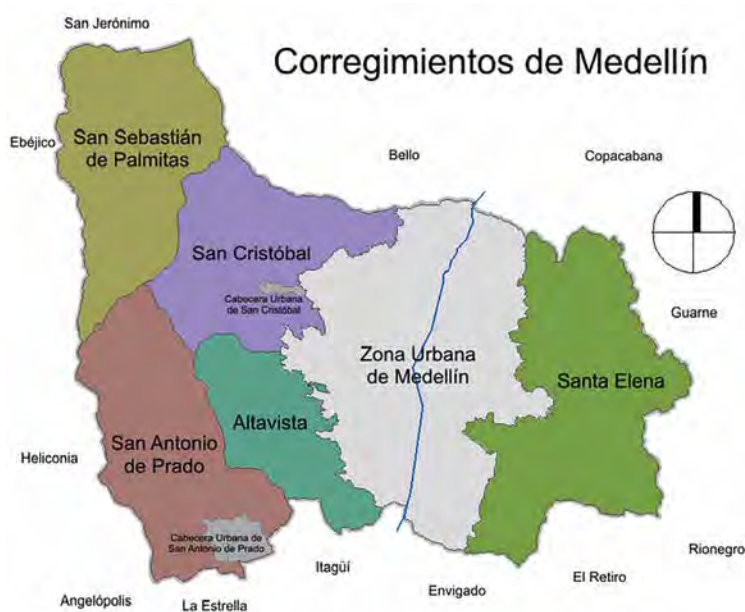 San Jerónimo
Corregimientos de Medellín
Ebéjico
San Sebastián
de Palmitas
Bello
Copacabana
San Cristóbal
Cabecera Urbana
de San Cristóbal
Guarne
Zona Urbana
de Medellín
Santa Elena
Altavista
San Antonio
de Prado
Heliconia
Cabecera Urbana de
San Antonio de Prado
Itagüí
Rionegro
El Retiro
Envigado
Angelópolis
La Estrella